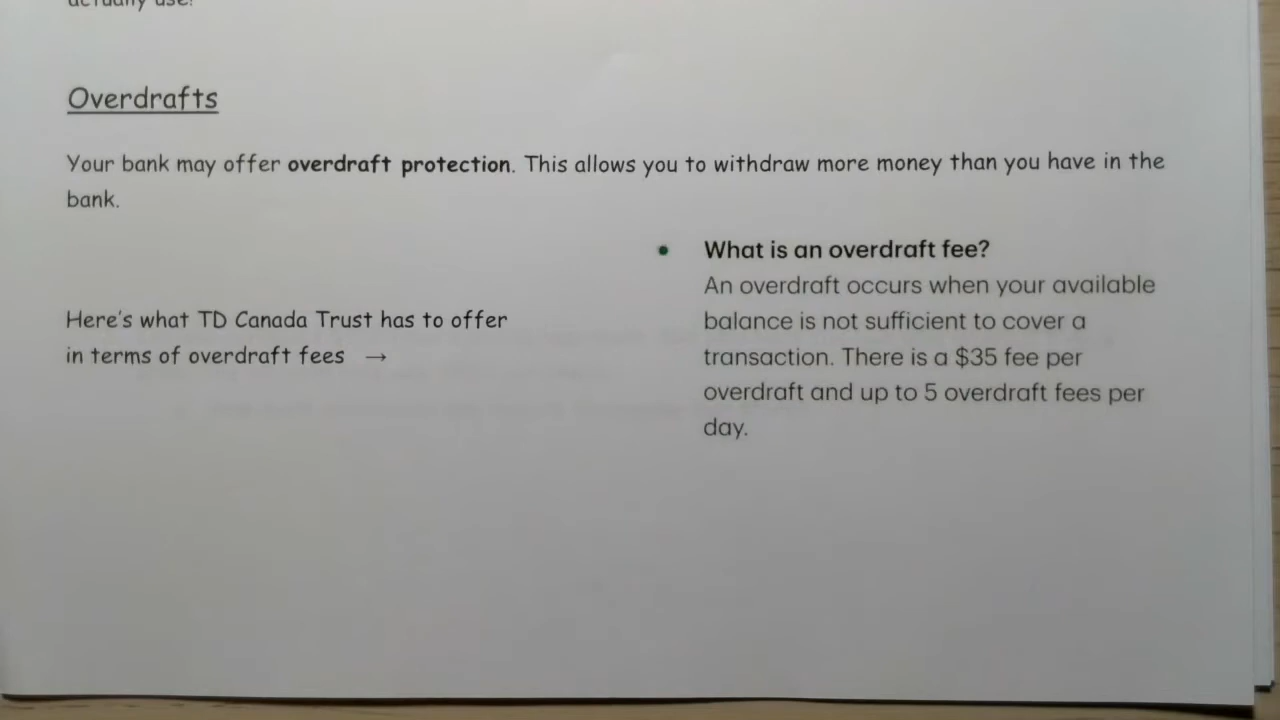 actually use!
Overdrafts
Your bank may offer overdraft protection. This allows you to withdraw more money than you have in the
bank.
Here's what TD Canada Trust has to offer
in terms of overdraft fees →
• What is an overdraft fee?
An overdraft occurs when your available
balance is not sufficient to cover a
transaction. There is a $35 fee per
overdraft and up to 5 overdraft fees per
day.